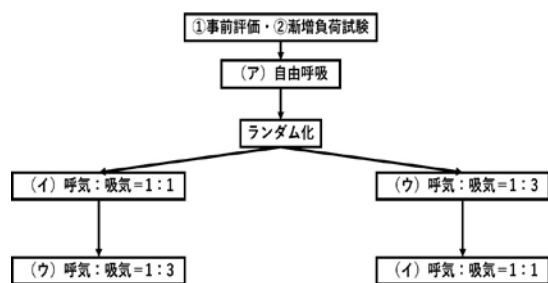 ①事前評価・②漸増負荷試験
（ア）自由呼吸
ランダム化
（イ）呼気：吸気＝1：1
（ウ）呼気：吸気＝1：3
（ウ）呼気：吸気＝1：3
（イ）呼気：吸気＝1：1